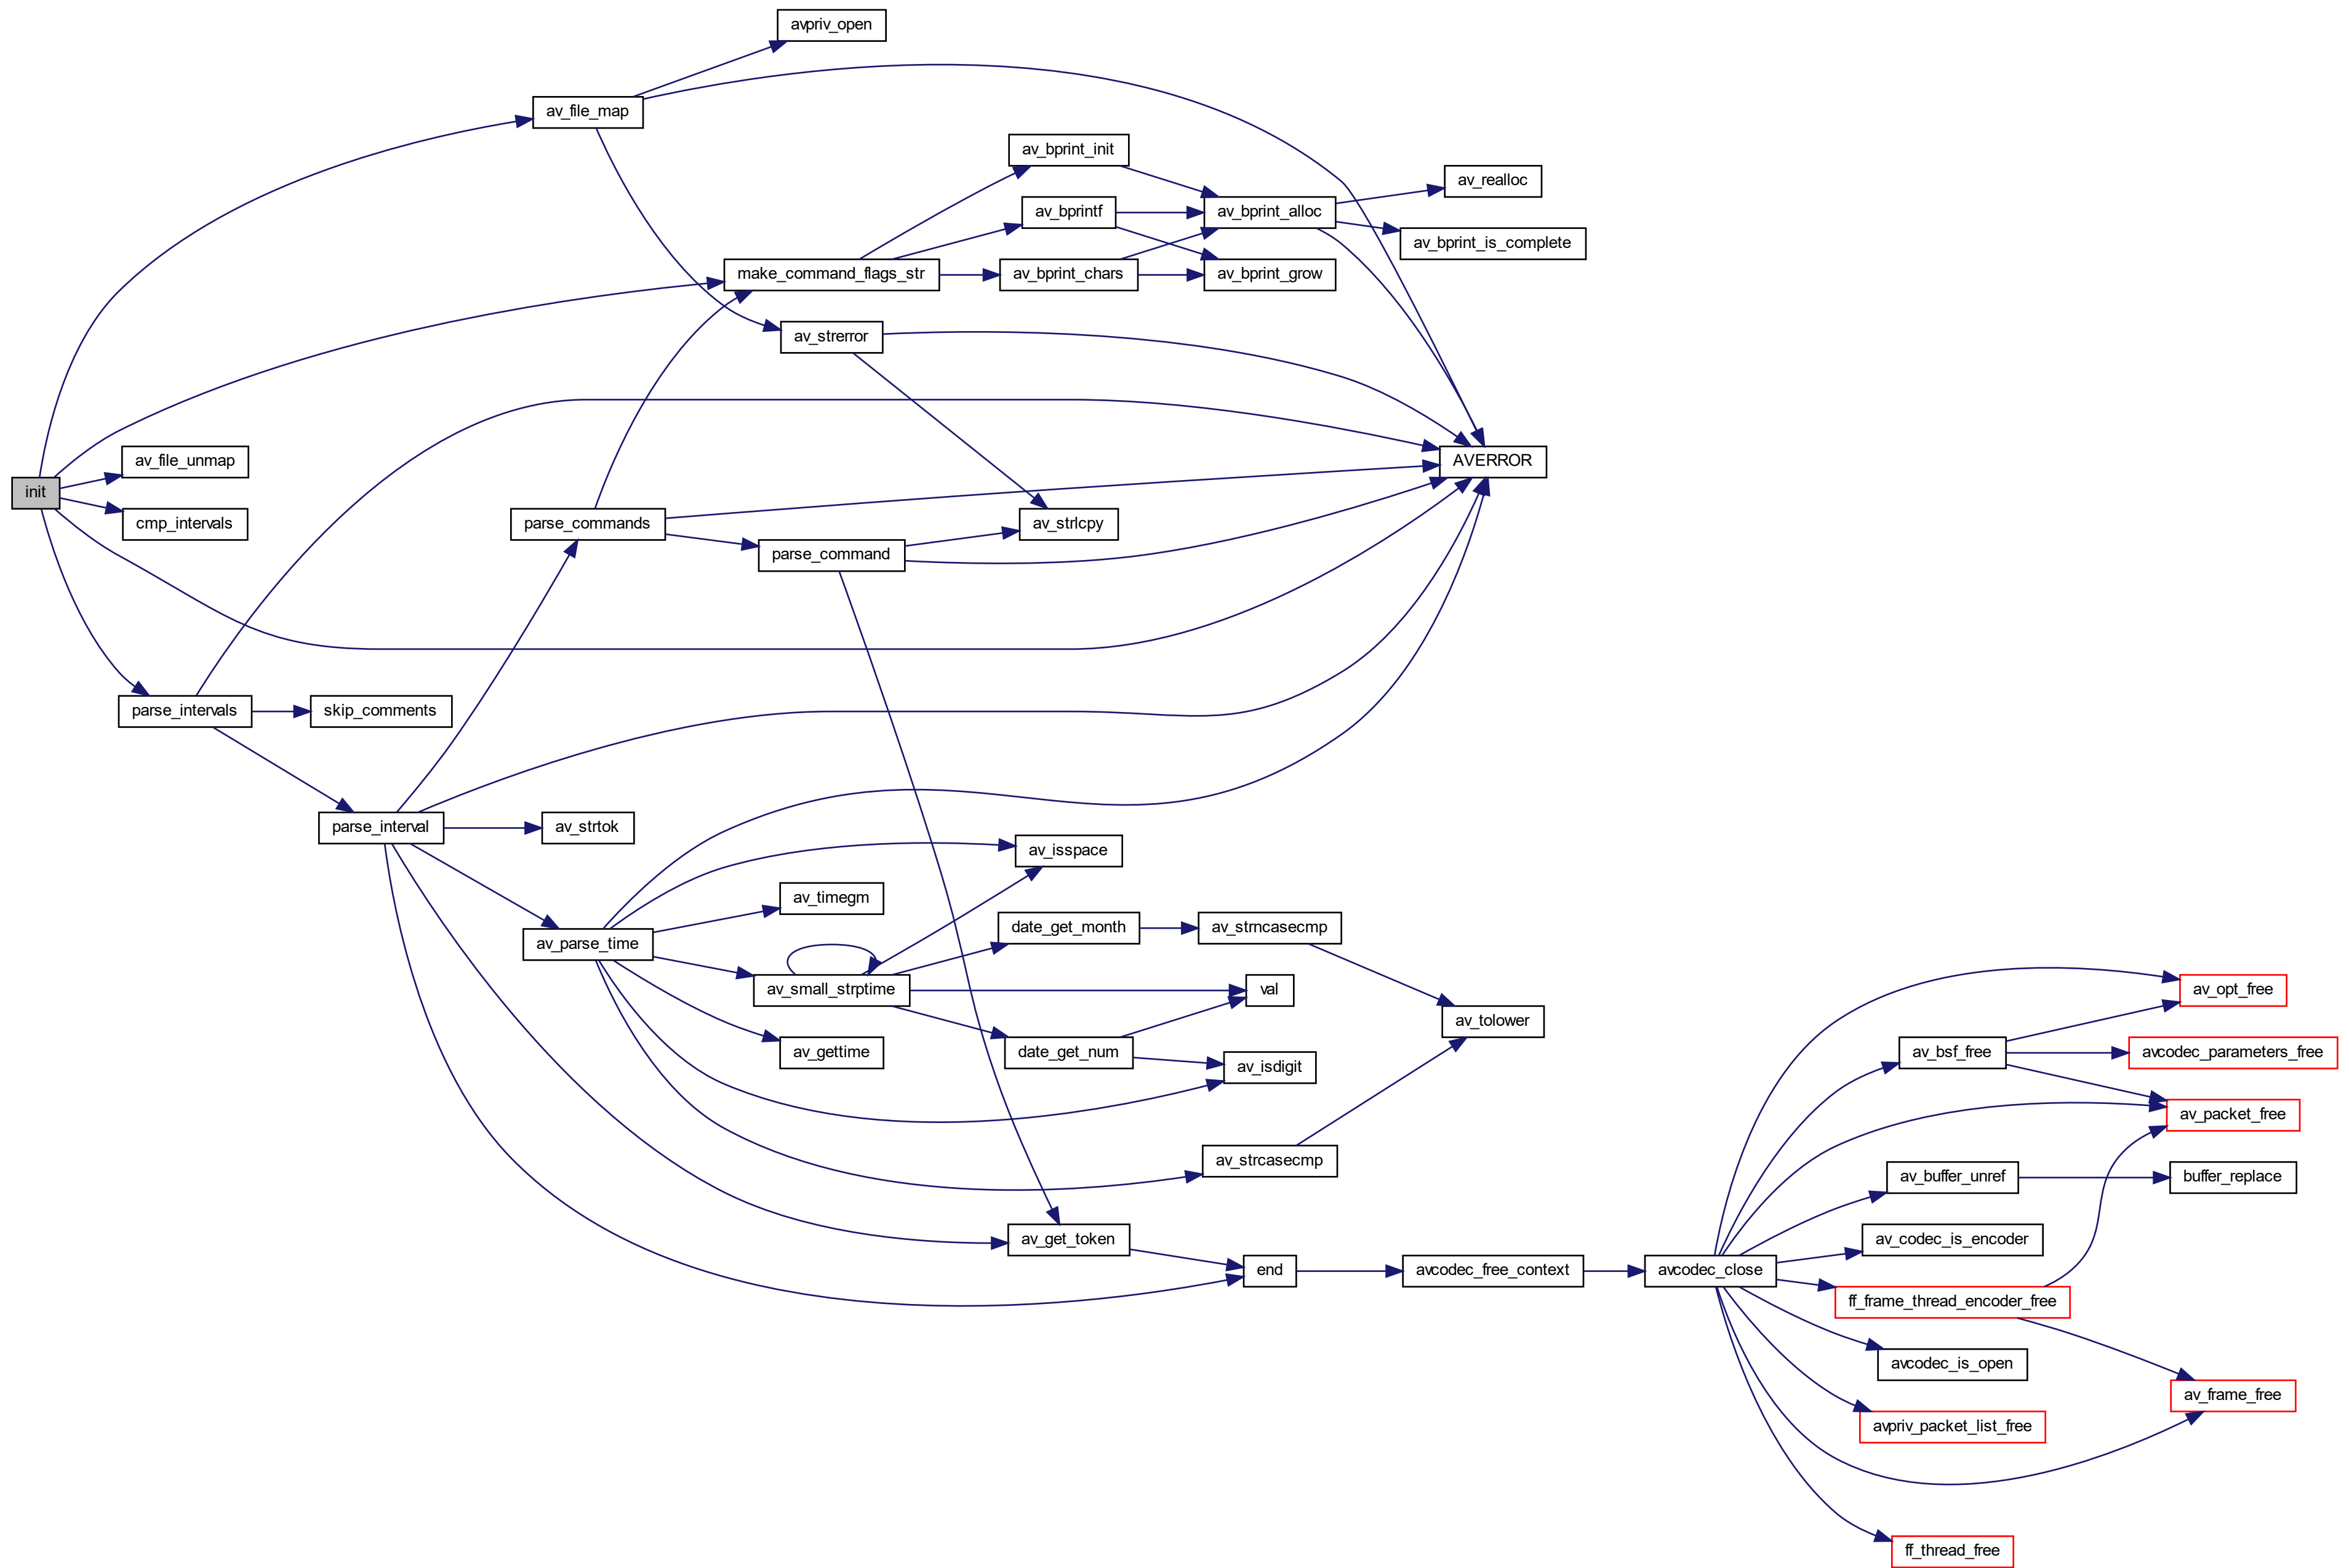 avpriv_open
av_file_map
av_bprint_init
av_realloc
av_bprintf
av_bprint_alloc
av_bprint_is_complete
make_command_flags_str
av_bprint_chars
av_bprint_grow
av_strerror
av_file_unmap
AVERROR
init
cmp_intervals
parse_commands
av_strlcpy
parse_command
parse_intervals
skip_comments
parse_interval
av_strtok
av_isspace
av_timegm
date_get_month
av_strncasecmp
av_parse_time
av_small_strptime
val
av_opt_free
av_tolower
av_gettime
date_get_num
av_isdigit
av_bsf_free
avcodec_parameters_free
av_packet_free
av_strcasecmp
av_buffer_unref
buffer_replace
av_get_token
av_codec_is_encoder
end
avcodec_free_context
avcodec_close
ff_frame_thread_encoder_free
avcodec_is_open
av_frame_free
avpriv_packet_list_free
ff_thread_free